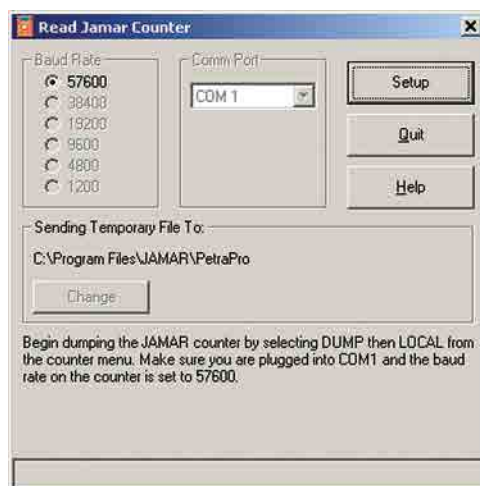 Read Jamar Counter
Baud Rate
57600
38400
19200
9600
4800
1200
Comm Port
COM 1
Setup
Quit
Help
Sending Temporary File To:
C:\Program Files\JAMAR\PetraPro
Change
Begin dumping the JAMAR counter by selecting DUMP then LOCAL from
the counter menu. Make sure you are plugged into COM1 and the baud
rate on the counter is set to 57600.